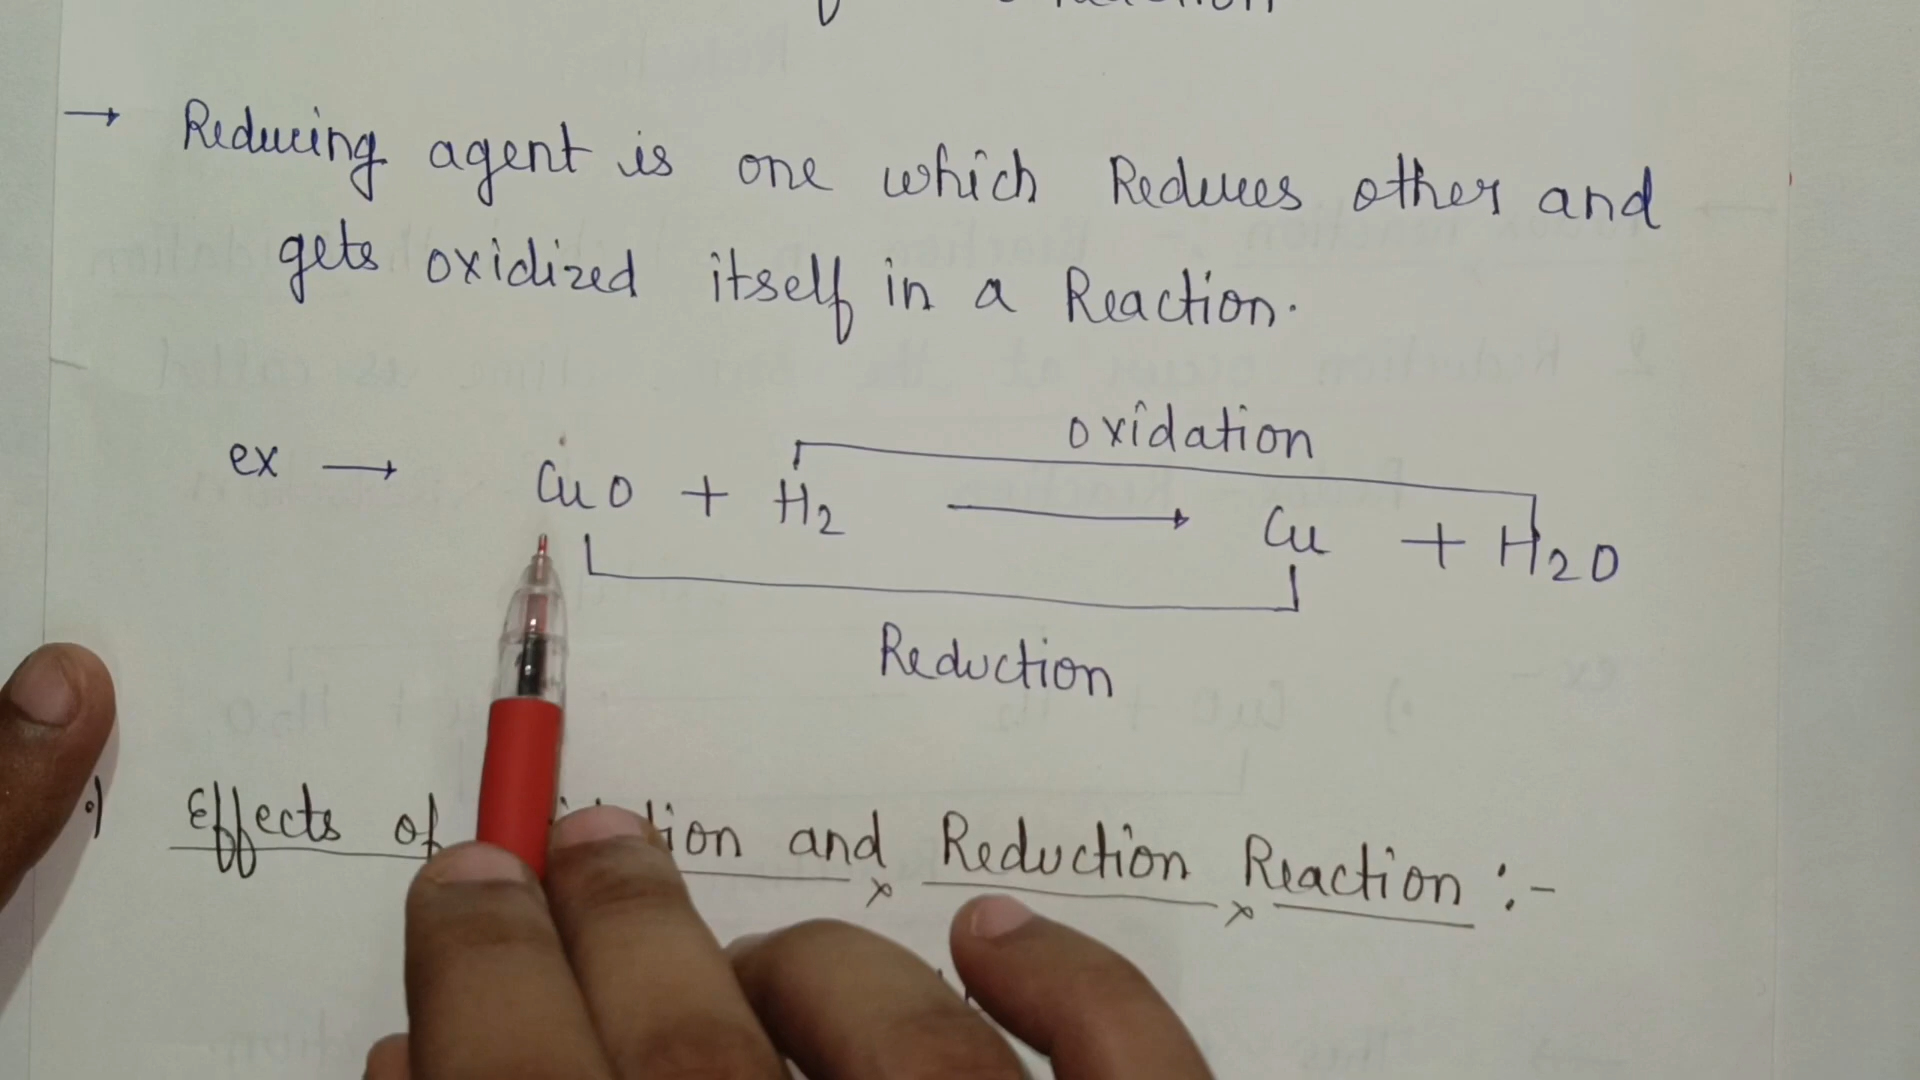 → Reducing agent is one which Reduces other and
gets oxidized itself in a Reaction.
oxidation
ex → CuO + H2 ⟶ Cu + H2O
Reduction
Effects of and Reduction Reaction :-